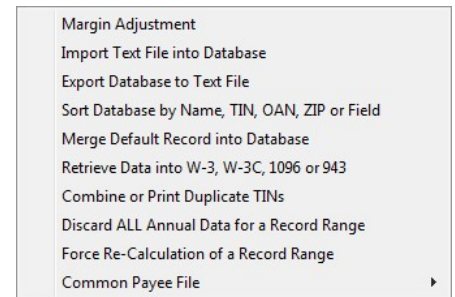 Margin Adjustment
Import Text File into Database
Export Database to Text File
Sort Database by Name, TIN, OAN, ZIP or Field
Merge Default Record into Database
Retrieve Data into W-3, W-3C, 1096 or 943
Combine or Print Duplicate TINs
Discard ALL Annual Data for a Record Range
Force Re-Calculation of a Record Range
Common Payee File